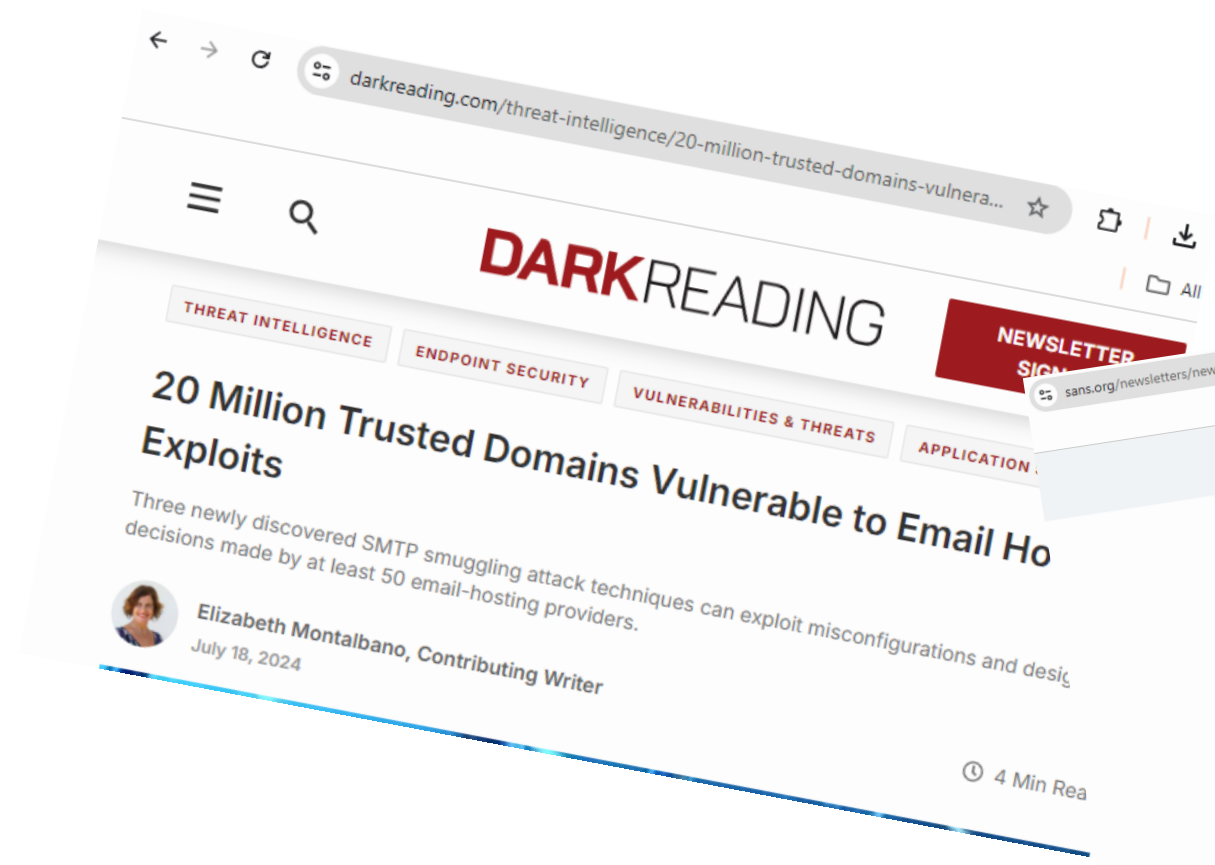 darkreading.com/threat-intelligence/20-million-trusted-domains-vulnera...
All
DARKREADING
NEWSLETTER
SIGN
sans.org/newsletters/new
THREAT INTELLIGENCE
ENDPOINT SECURITY
VULNERABILITIES & THREATS
APPLICATION
20 Million Trusted Domains Vulnerable to Email Ho
Exploits
Three newly discovered SMTP smuggling attack techniques can exploit misconfigurations and desig
decisions made by at least 50 email-hosting providers.
Elizabeth Montalbano, Contributing Writer
July 18, 2024
4 Min Rea